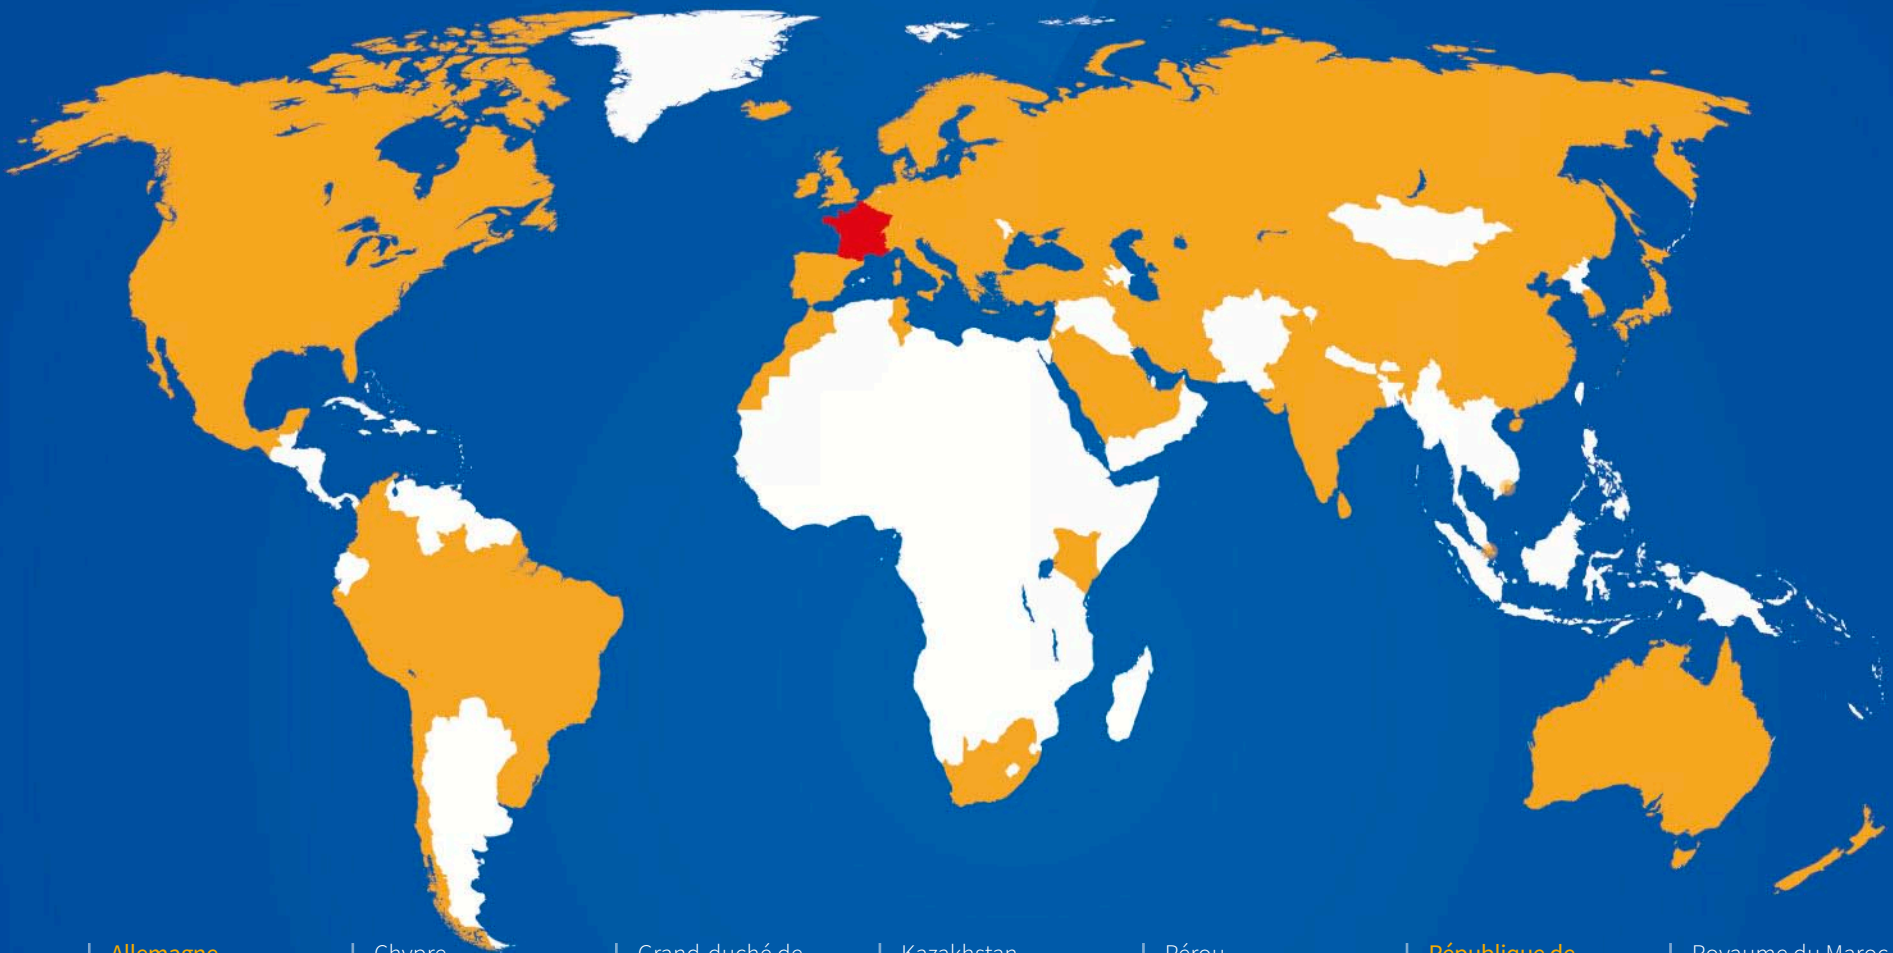 Allemagne
Chypre
Grand-duché de
Kazakhstan
Pérou
République de
Royaume du Maroc